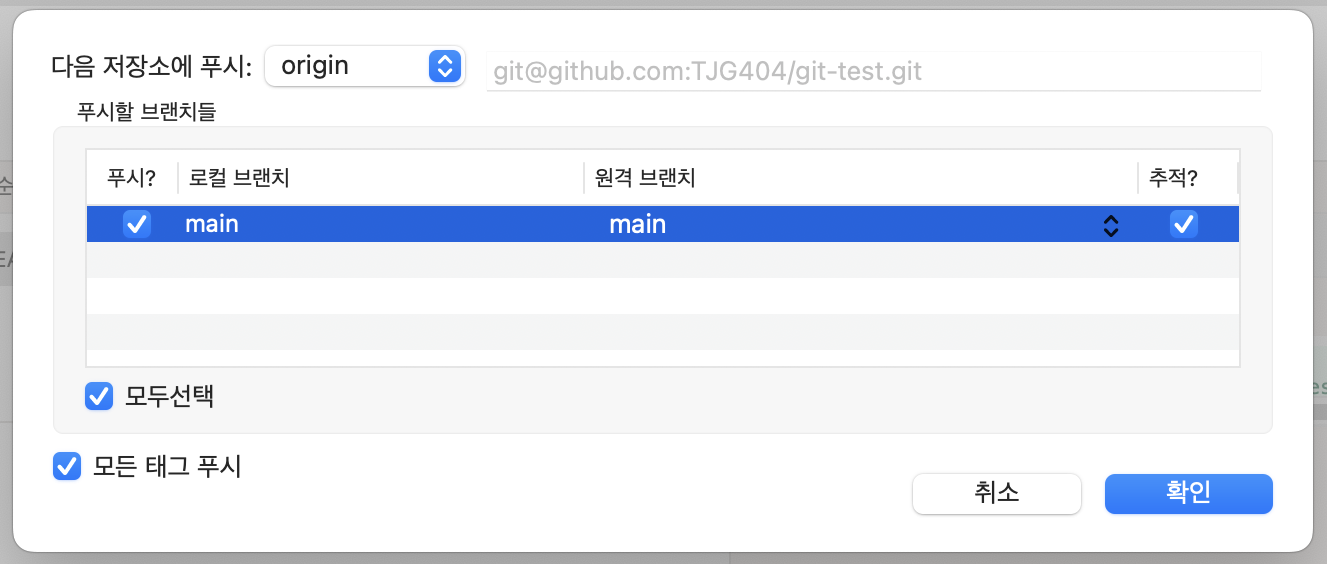 다음 저장소에 푸시: origin git@github.com:TJG404/git-test.git
푸시할 브랜치들
푸시? 로컬 브랜치 원격 브랜치 추적?
main main
모두선택
모든 태그 푸시
취소 확인